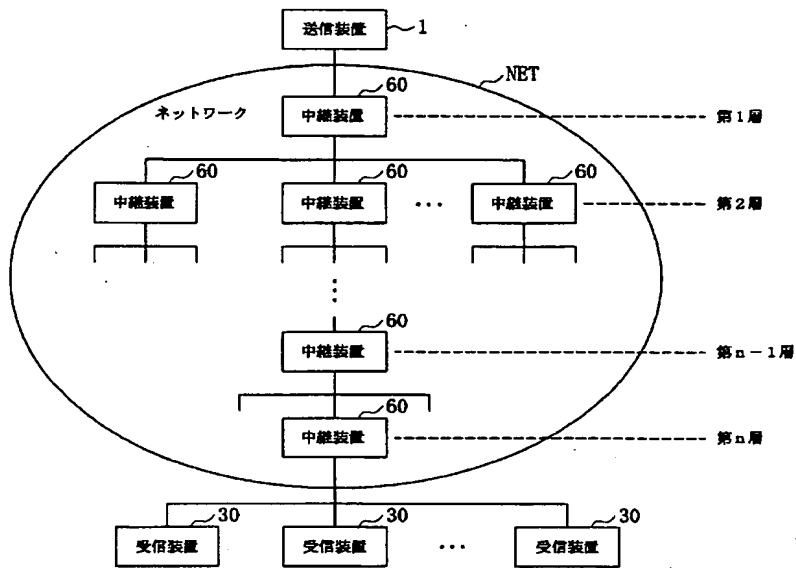 送信装置 1
NET
ネットワーク
60
中継装置 第1層
60 60 60
中継装置 中継装置 ... 中継装置 第2層
60
中継装置 第n-1層
60
中継装置 第n層
30 30 30
受信装置 受信装置 ... 受信装置